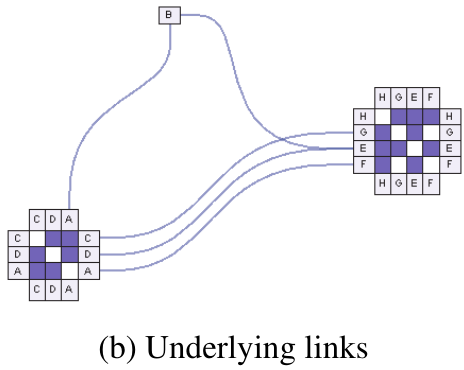 B
H G E F
H H
G G
E E
F F
H G E F
C D A
C C
D D
A A
C D A
(b) Underlying links